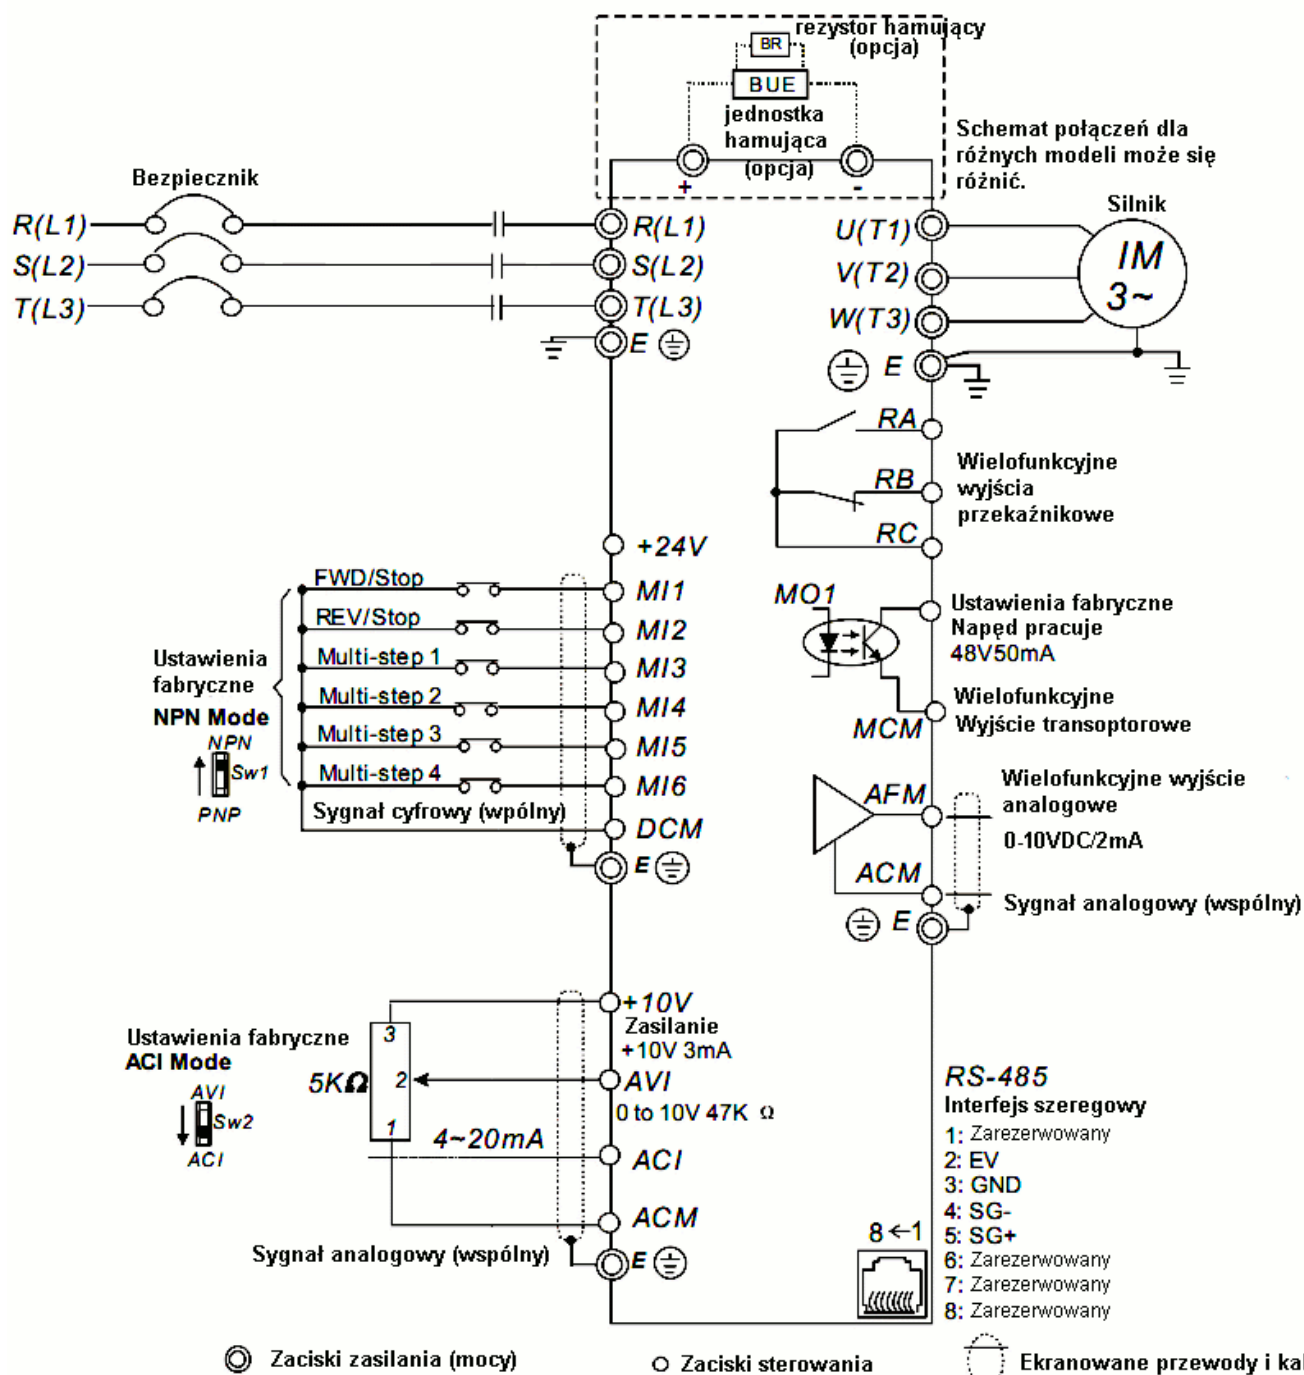 rezystor hamujący
(opcja)
BR
BUE
jednostka
hamująca
(opcja)
+
-
Schemat połączeń dla
różnych modeli może się
różnić.
Bezpiecznik
Silnik
R(L1)
R(L1)
U(T1)
S(L2)
S(L2)
V(T2)
IM
3~
T(L3)
T(L3)
W(T3)
E
E
RA
RB
RC
Wielofunkcyjne
wyjścia
przekaźnikowe
+24V
FWD/Stop
MI1
REV/Stop
MI2
Multi-step 1
MI3
Multi-step 2
MI4
Multi-step 3
MI5
Multi-step 4
MI6
Sygnał cyfrowy (wpólny)
DCM
E
Ustawienia
fabryczne
NPN Mode
NPN
Sw1
PNP
MO1
Ustawienia fabryczne
Napęd pracuje
48V50mA
MCM
Wielofunkcyjne
Wyjście transoptorowe
AFM
Wielofunkcyjne wyjście
analogowe
0-10VDC/2mA
ACM
Sygnał analogowy (wspólny)
E
+10V
Zasilanie
+10V 3mA
Ustawienia fabryczne
ACI Mode
AVI
Sw2
ACI
3
5KΩ
2
1
AVI
0 to 10V 47K Ω
4~20mA
ACI
ACM
Sygnał analogowy (wspólny)
E
RS-485
Interfejs szeregowy
1: Zarezerwowany
2: EV
3: GND
4: SG-
5: SG+
6: Zarezerwowany
7: Zarezerwowany
8: Zarezerwowany
8←1
Zaciski zasilania (mocy)
Zaciski sterowania
Ekranowane przewody i kal